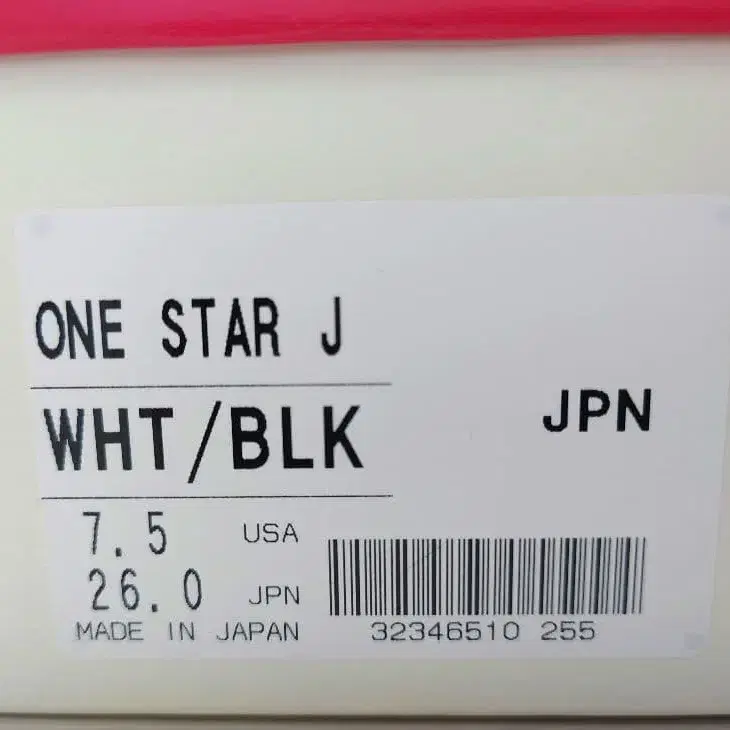 ONE STAR J
WHT/BLK
JPN
7.5 USA
26.0 JPN
MADE IN JAPAN
32346510 255